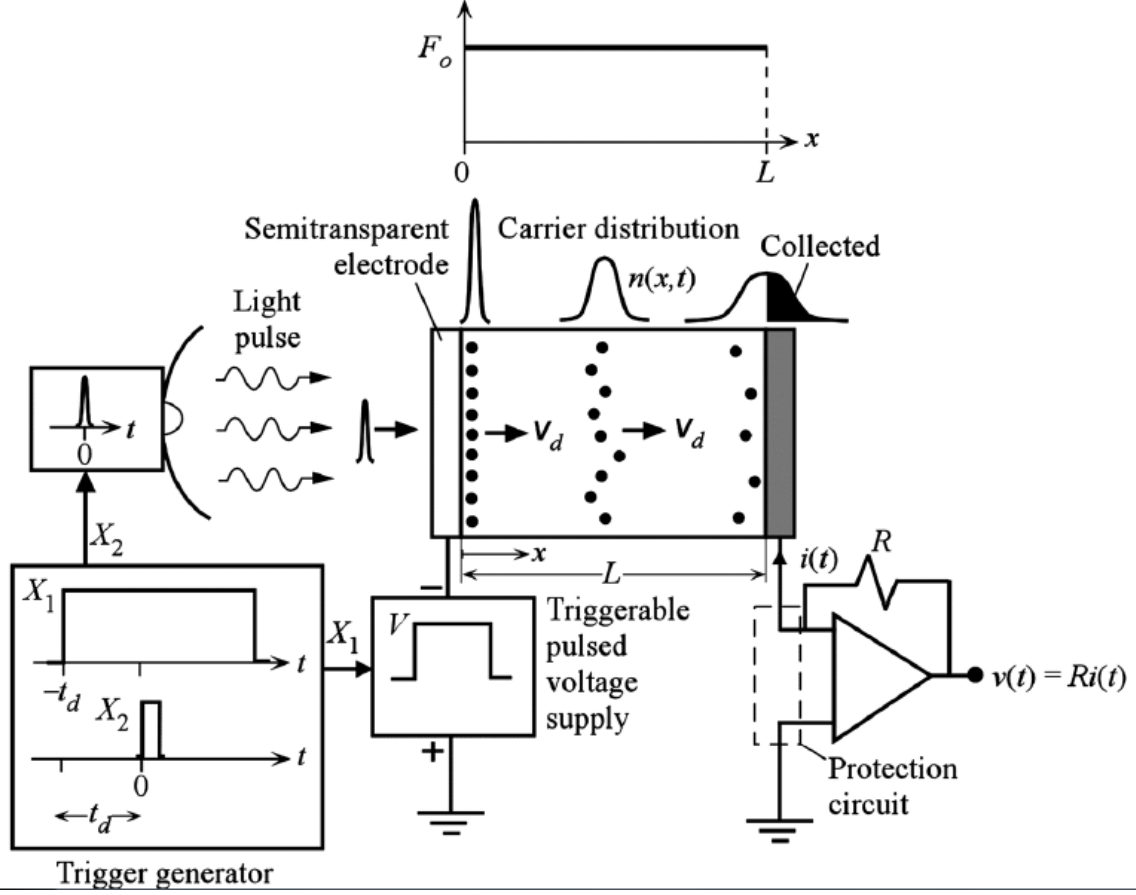 F_o
x
0
L
Semitransparent
electrode
Carrier distribution
n(x,t)
Collected
Light
pulse
t
0
v_d
v_d
X_2
x
L
i(t)
R
X_1
t
-t_d
X_2
t
0
t_d
Trigger generator
X_1
−
V
+
Triggerable
pulsed
voltage
supply
v(t) = Ri(t)
Protection
circuit